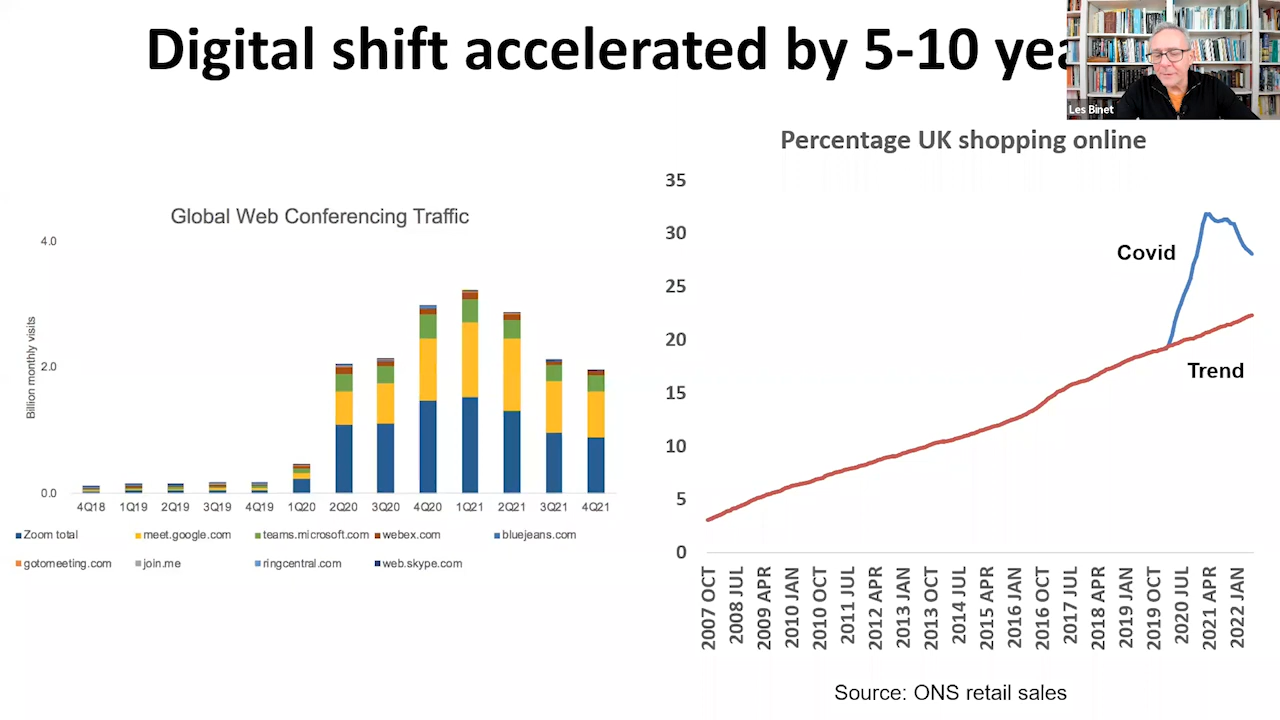 Digital shift accelerated by 5-10 yea
Les Binet
Global Web Conferencing Traffic
4.0
2.0
0.0
Billion monthly visits
4Q18 1Q19 2Q19 3Q19 4Q19 1Q20 2Q20 3Q20 4Q20 1Q21 2Q21 3Q21 4Q21
Zoom total meet.google.com teams.microsoft.com webex.com bluejeans.com
gotomeeting.com join.me ringcentral.com web.skype.com
Percentage UK shopping online
35
30
25
20
15
10
5
0
Covid
Trend
2007 OCT
2008 JUL
2009 APR
2010 JAN
2010 OCT
2011 JUL
2012 APR
2013 JAN
2013 OCT
2014 JUL
2015 APR
2016 JAN
2016 OCT
2017 JUL
2018 APR
2019 JAN
2019 OCT
2020 JUL
2021 APR
2022 JAN
Source: ONS retail sales